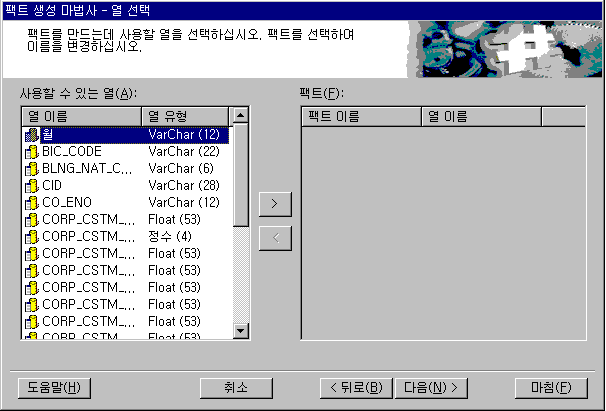 팩트 생성 마법사 - 열 선택
팩트를 만드는데 사용할 열을 선택하십시오. 팩트를 선택하여
이름을 변경하십시오.
사용할 수 있는 열(A):
팩트(F):
열 이름 열 유형
팩트 이름 열 이름
월 VarChar (12)
BIC_CODE VarChar (22)
BLNG_NAT_C... VarChar (6)
CID VarChar (28)
CO_ENO VarChar (12)
CORP_CSTM_... Float (53)
CORP_CSTM_... 정수 (4)
CORP_CSTM_... Float (53)
CORP_CSTM_... Float (53)
CORP_CSTM_... Float (53)
CORP_CSTM_... Float (53)
CORP_CSTM_... Float (53)
CORP_CSTM_... Float (53)
>
<
도움말(H)
취소
< 뒤로(B)
다음(N) >
마침(F)